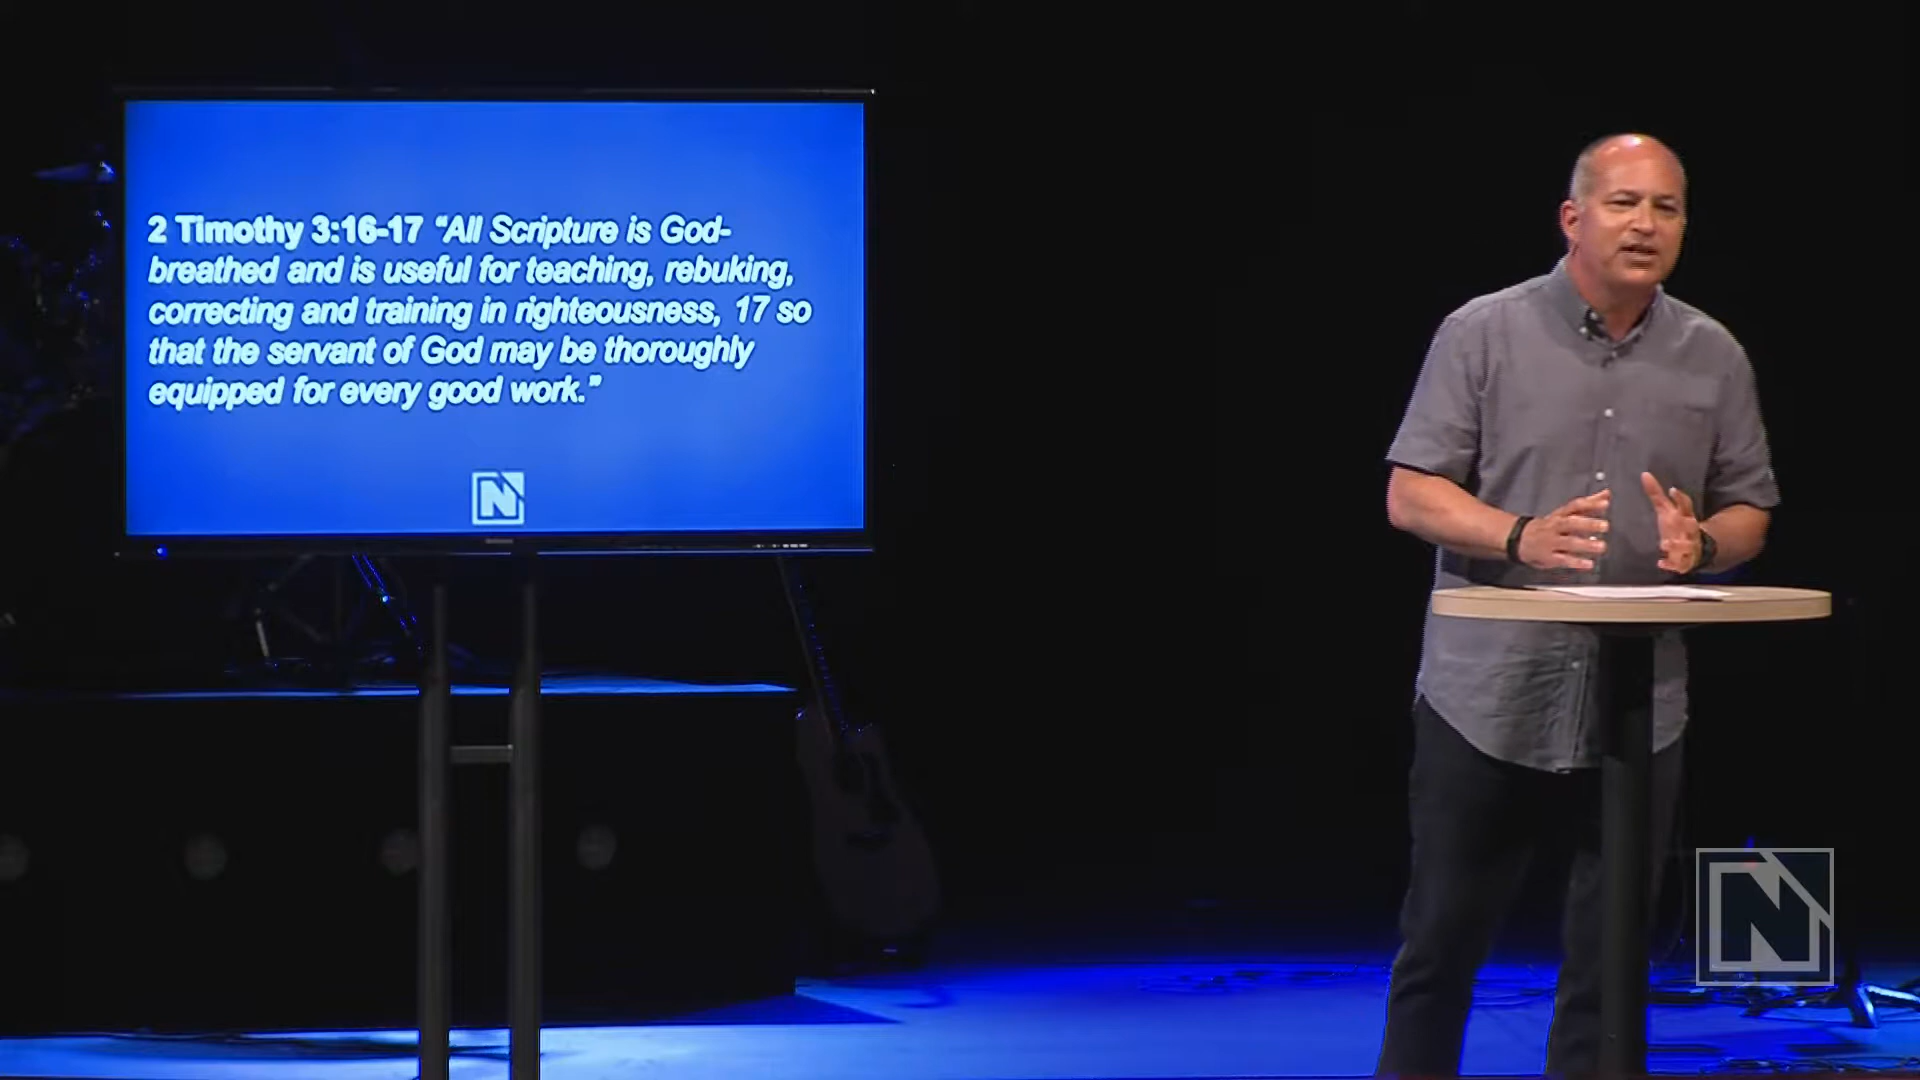 2 Timothy 3:16-17 “All Scripture is God-
breathed and is useful for teaching, rebuking,
correcting and training in righteousness, 17 so
that the servant of God may be thoroughly
equipped for every good work.”
N
N